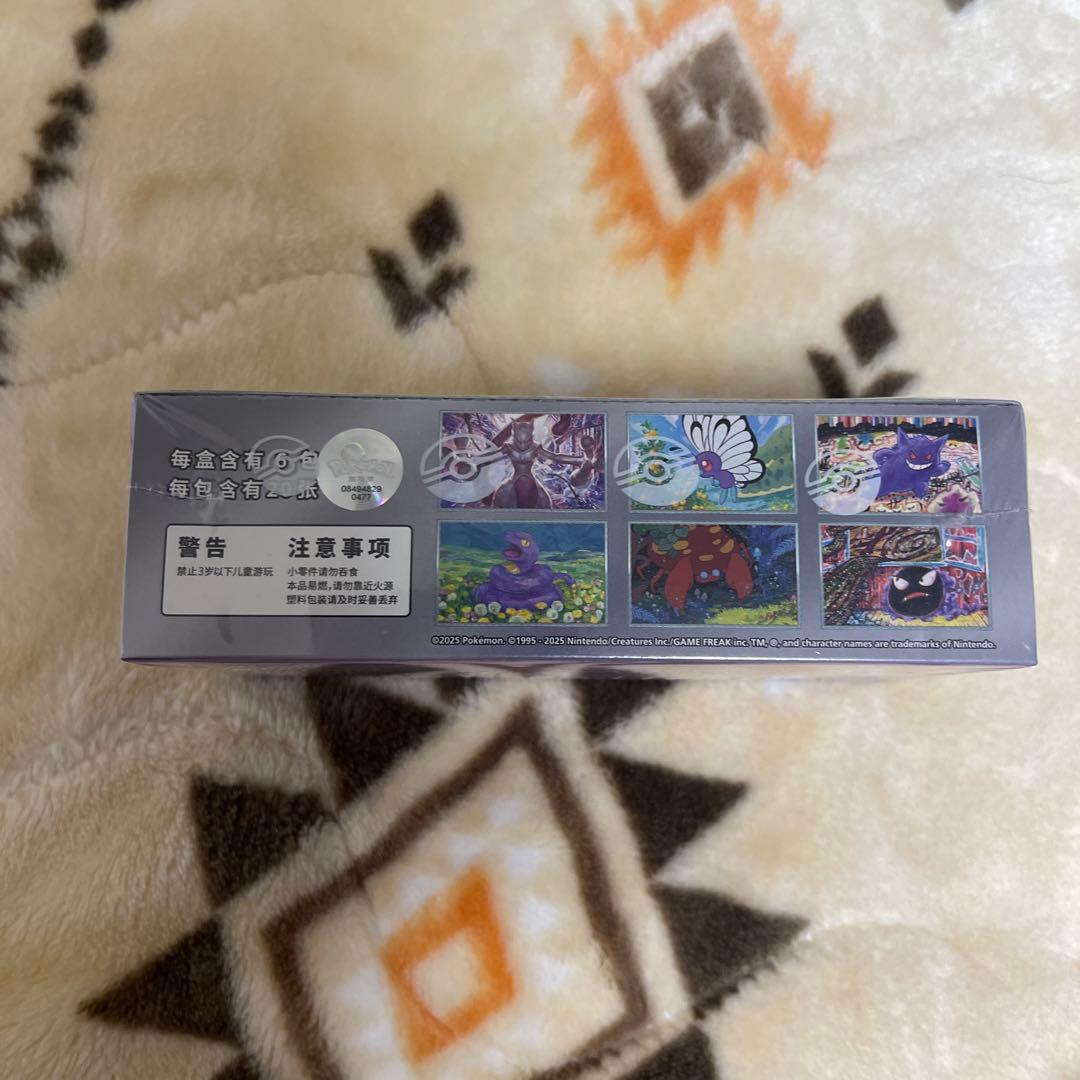 每盒含有 6 包
每包含有20张
08494829
0477
警告
禁止3岁以下儿童游玩
注意事项
小零件请勿吞食
本品易燃,请勿靠近火源
塑料包装请及时妥善丢弃
©2025 Pokémon. ©1995 - 2025 Nintendo/Creatures Inc./GAME FREAK inc. TM, ®, and character names are trademarks of Nintendo.